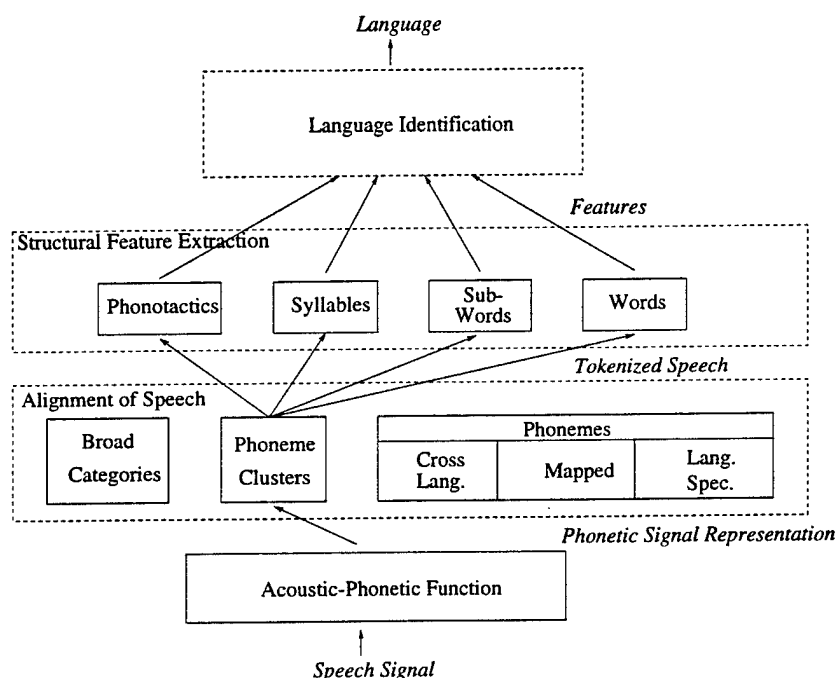 Language
Language Identification
Features
Structural Feature Extraction
Phonotactics
Syllables
Sub-
Words
Words
Tokenized Speech
Alignment of Speech
Broad
Categories
Phoneme
Clusters
Phonemes
Cross
Lang.
Mapped
Lang.
Spec.
Phonetic Signal Representation
Acoustic-Phonetic Function
Speech Signal